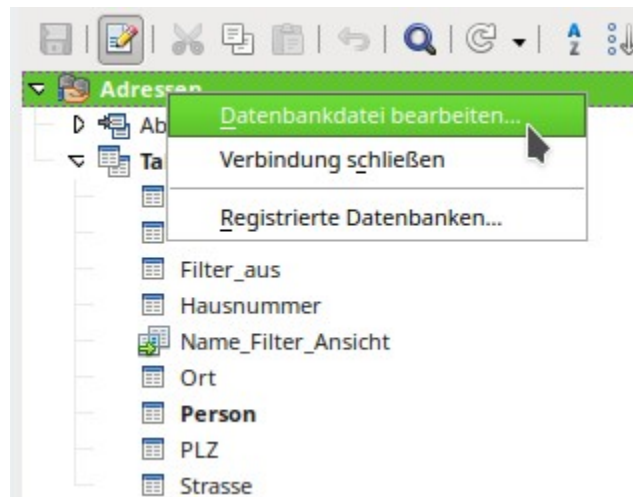 A
Z
Adressen
Datenbankdatei bearbeiten...
Ab
Verbindung schließen
Ta
Registrierte Datenbanken...
Filter_aus
Hausnummer
Name_Filter_Ansicht
Ort
Person
PLZ
Strasse